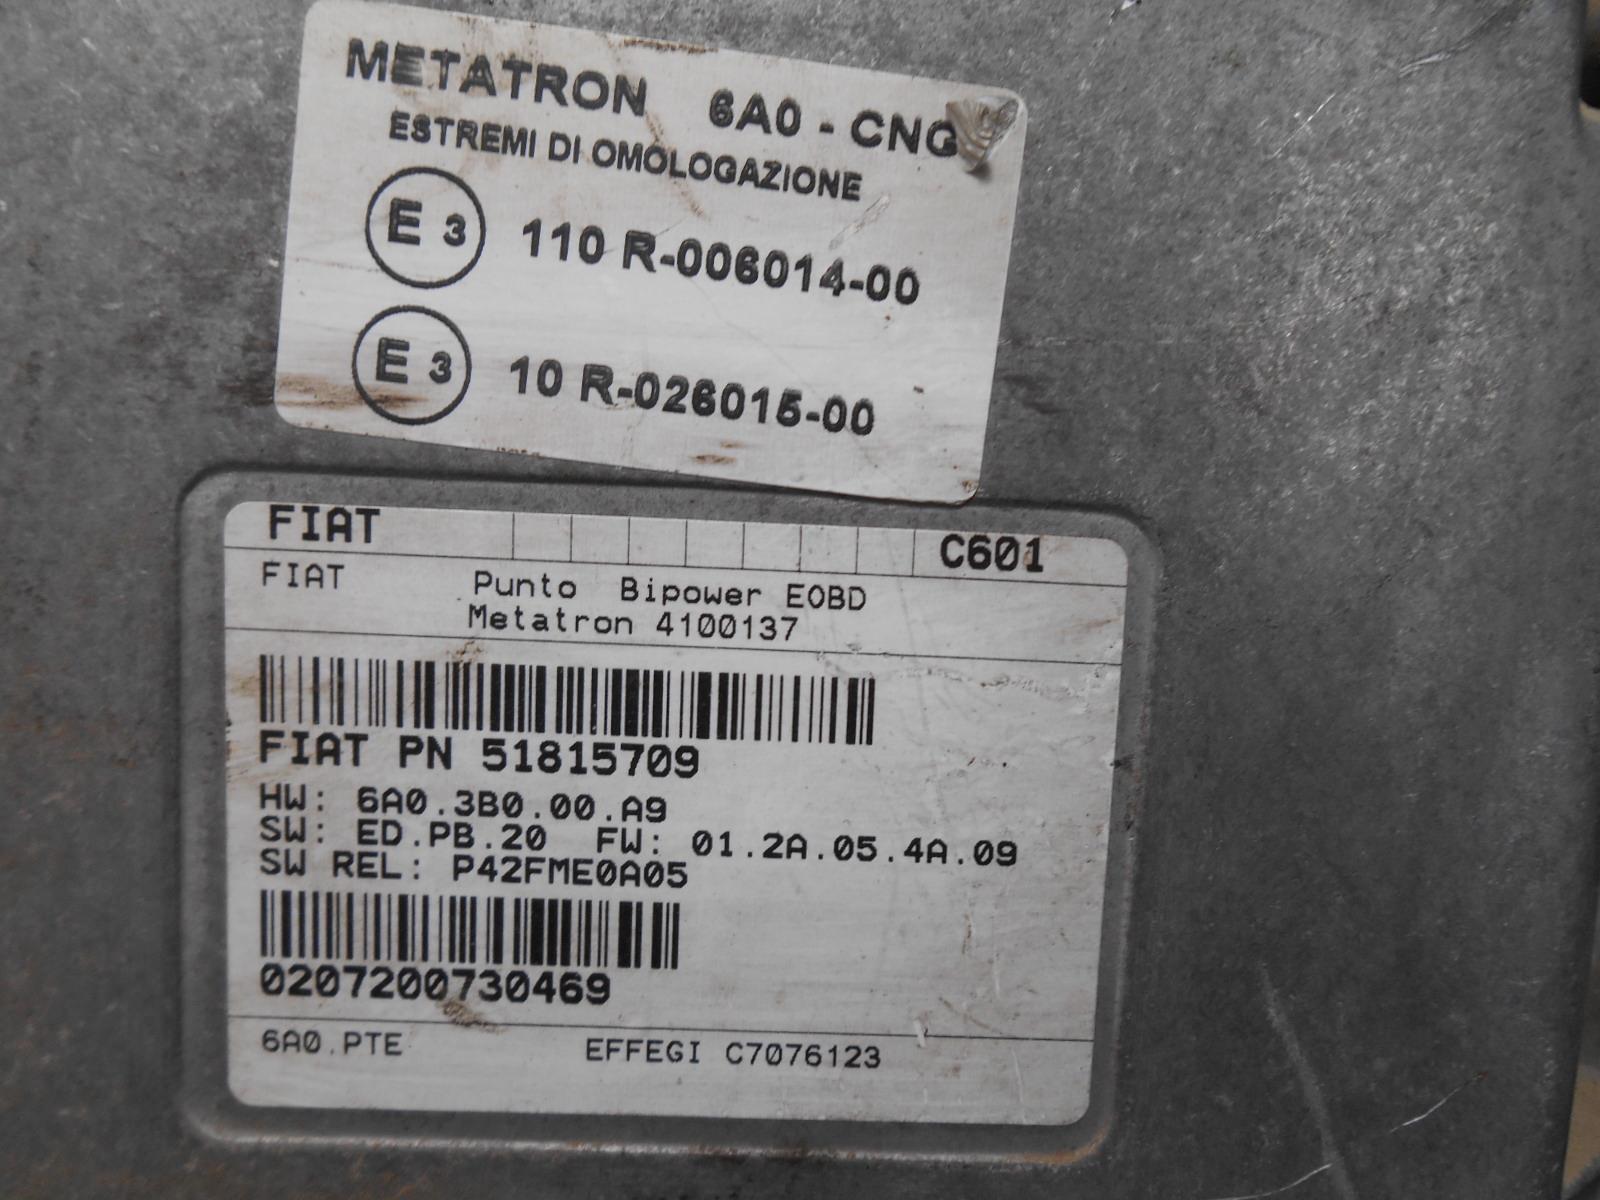 METATRON 6A0 - CNG
ESTREMI DI OMOLOGAZIONE
E 3 110 R-006014-00
E 3 10 R-026015-00
FIAT C601
FIAT Punto Bipower EOBD
Metatron 4100137
FIAT PN 51815709
HW: 6A0.3B0.00.A9
SW: ED.PB.20 FW: 01.2A.05.4A.09
SW REL: P42FME0A05
0207200730469
6A0.PTE EFFEGI C7076123